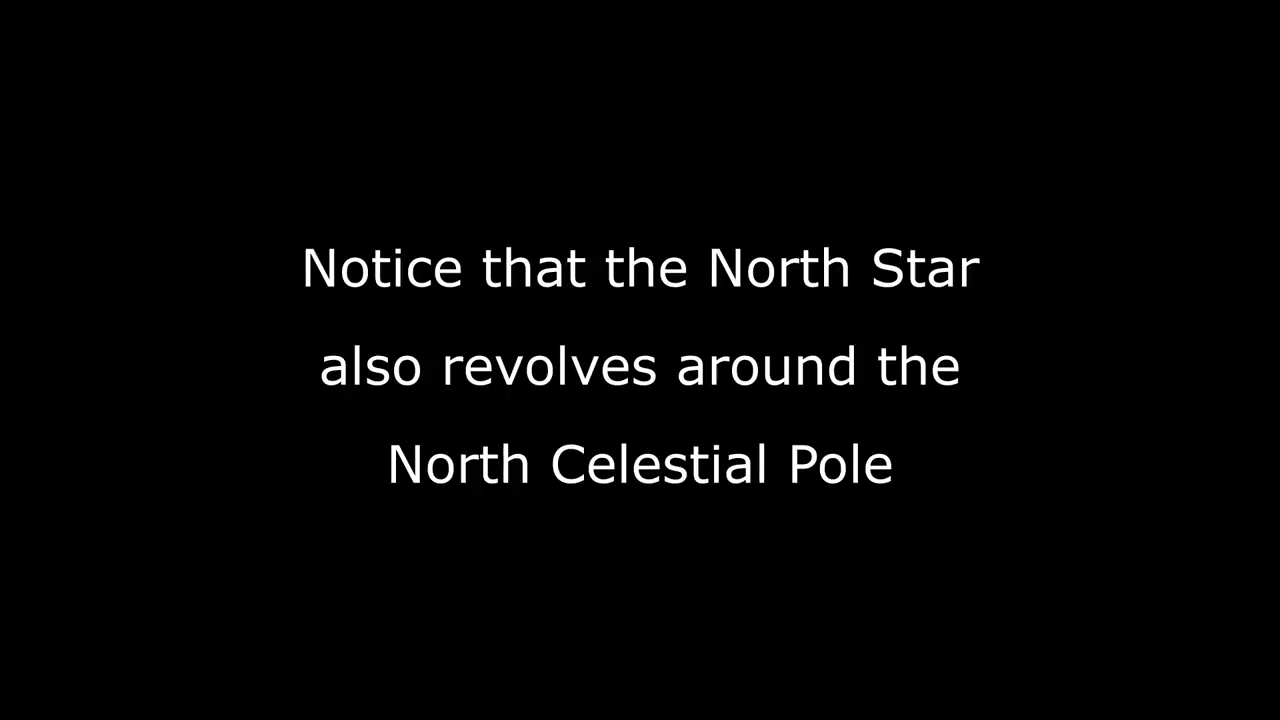 Notice that the North Star
also revolves around the
North Celestial Pole